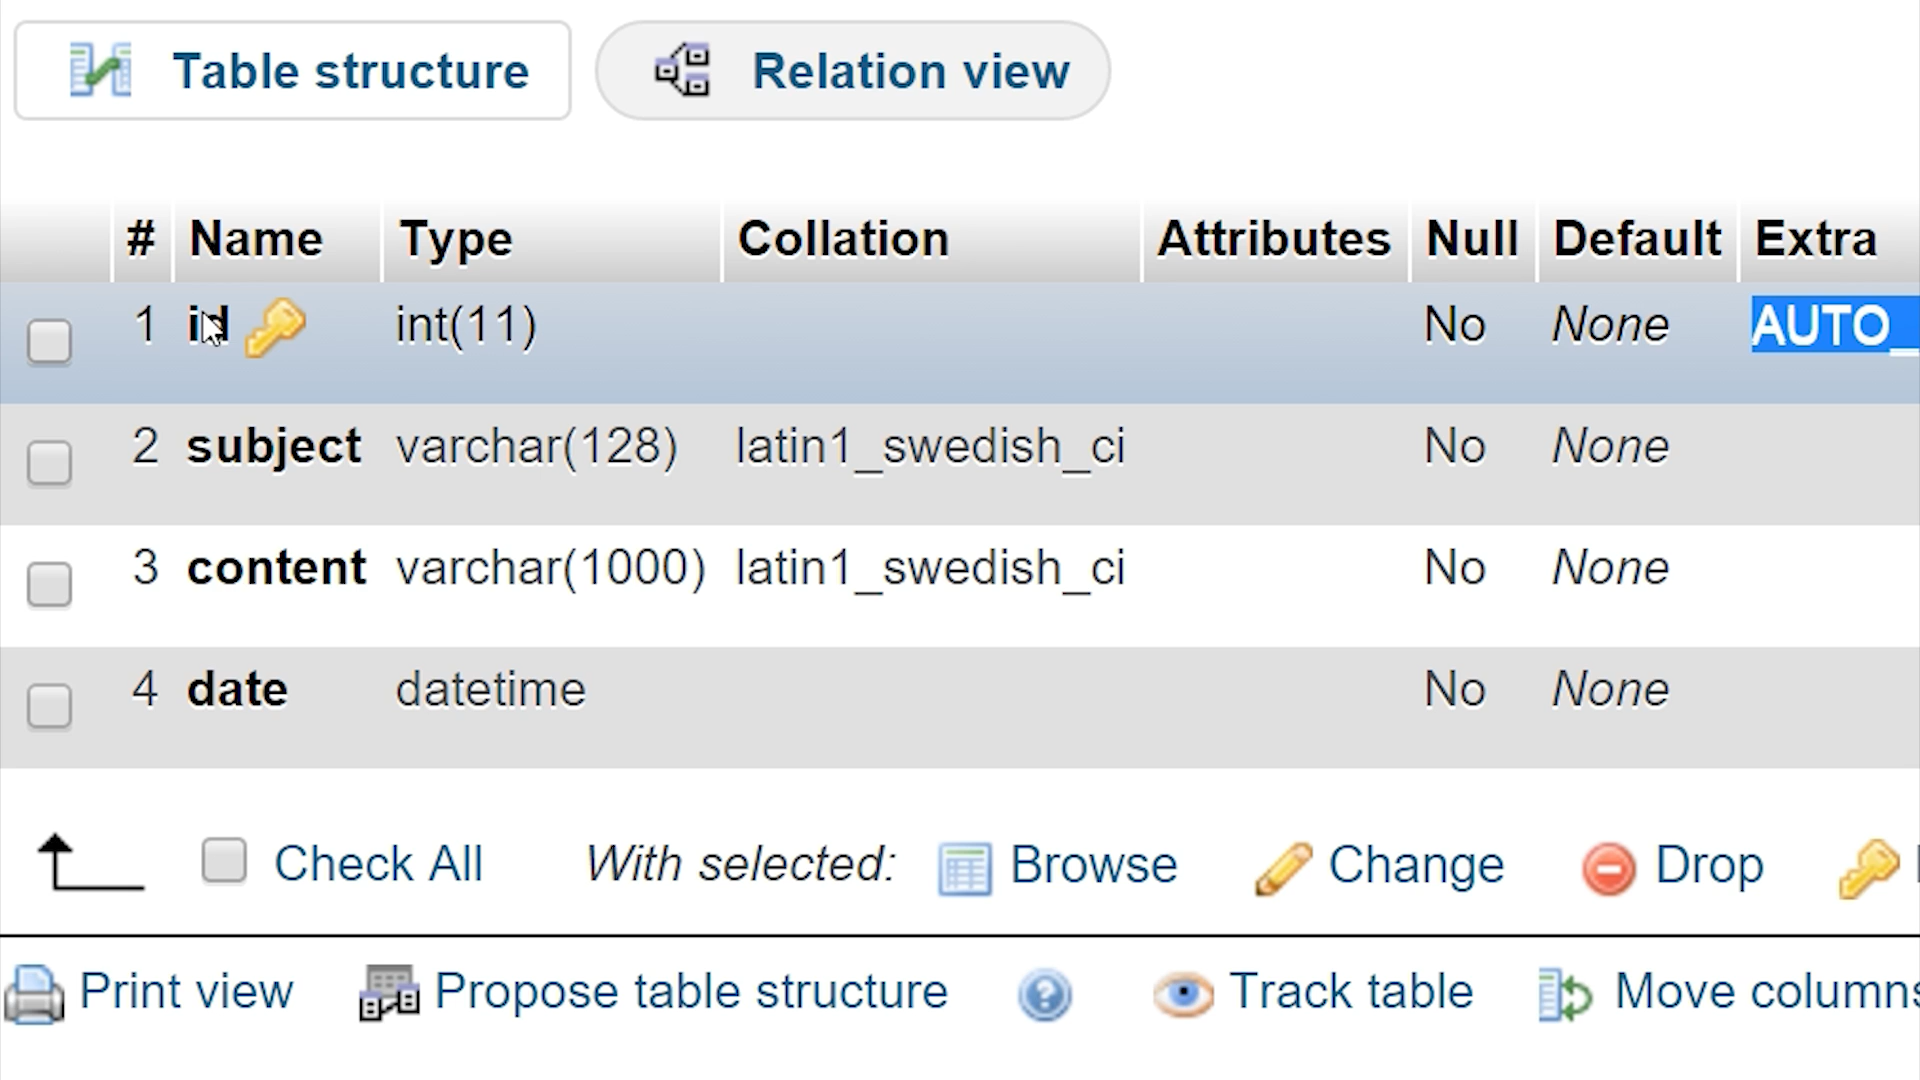 Table structure Relation view
# Name Type Collation Attributes Null Default Extra
1 id int(11) No None AUTO_
2 subject varchar(128) latin1_swedish_ci No None
3 content varchar(1000) latin1_swedish_ci No None
4 date datetime No None
Check All With selected: Browse Change Drop
Print view Propose table structure ? Track table Move columns